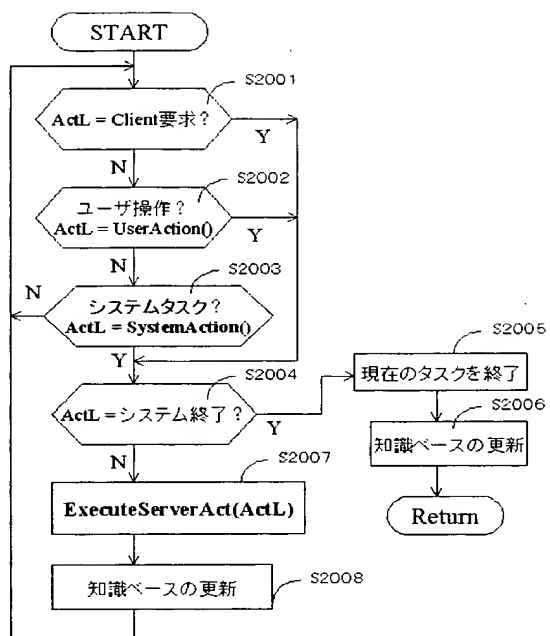 START
S2001
ActL = Client要求?
Y
N
S2002
ユーザ操作?
ActL = UserAction()
Y
N
S2003
N
システムタスク?
ActL = SystemAction()
Y
S2004
ActL = システム終了?
Y
S2005
現在のタスクを終了
S2006
知識ベースの更新
Return
N
S2007
ExecuteServerAct(ActL)
知識ベースの更新
S2008